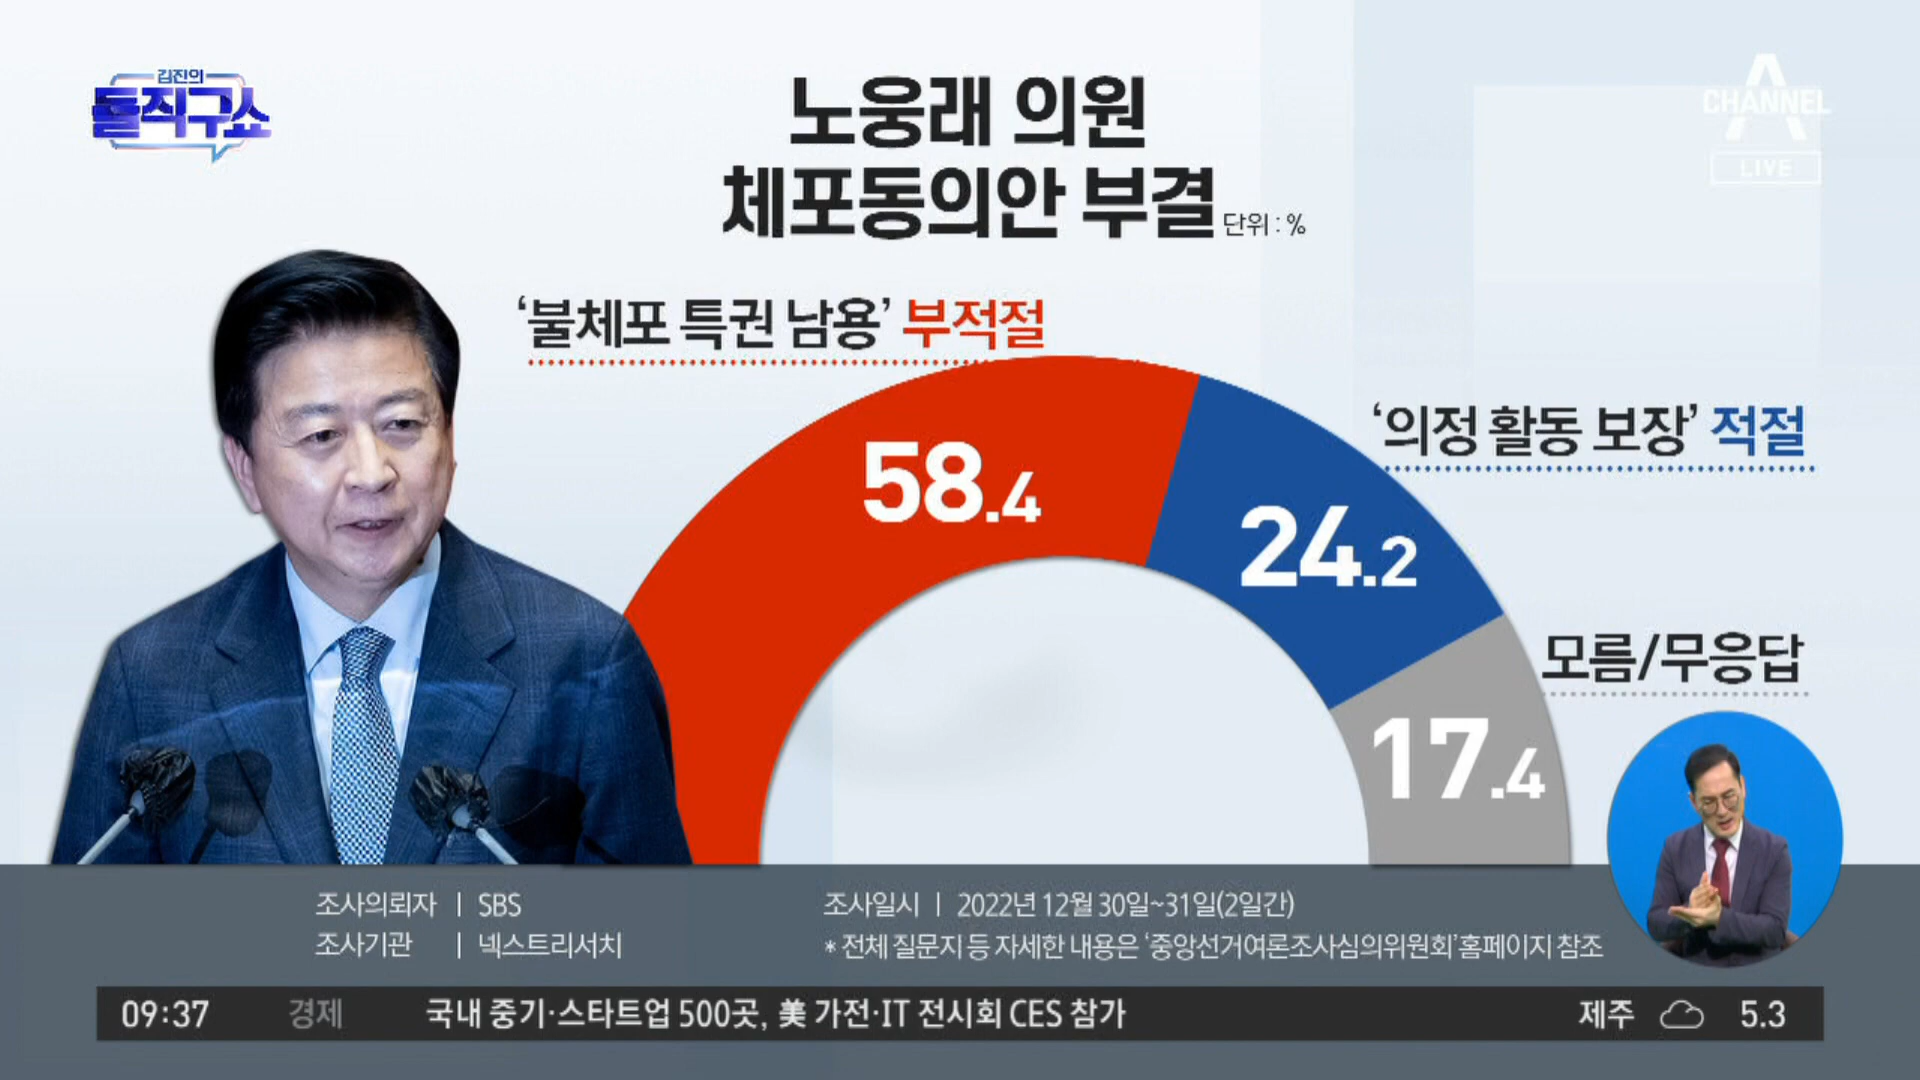 김진의
돌직구쇼
CHANNEL A
LIVE
노웅래 의원
체포동의안 부결
단위 : %
‘불체포 특권 남용’ 부적절
‘의정 활동 보장’ 적절
58.4
24.2
모름/무응답
17.4
조사의뢰자 | SBS
조사일시 | 2022년 12월 30일~31일(2일간)
조사기관 | 넥스트리서치
* 전체 질문지 등 자세한 내용은 ‘중앙선거여론조사심의위원회’ 홈페이지 참조
09:37 경제 국내 중기·스타트업 500곳, 美 가전·IT 전시회 CES 참가 제주 5.3